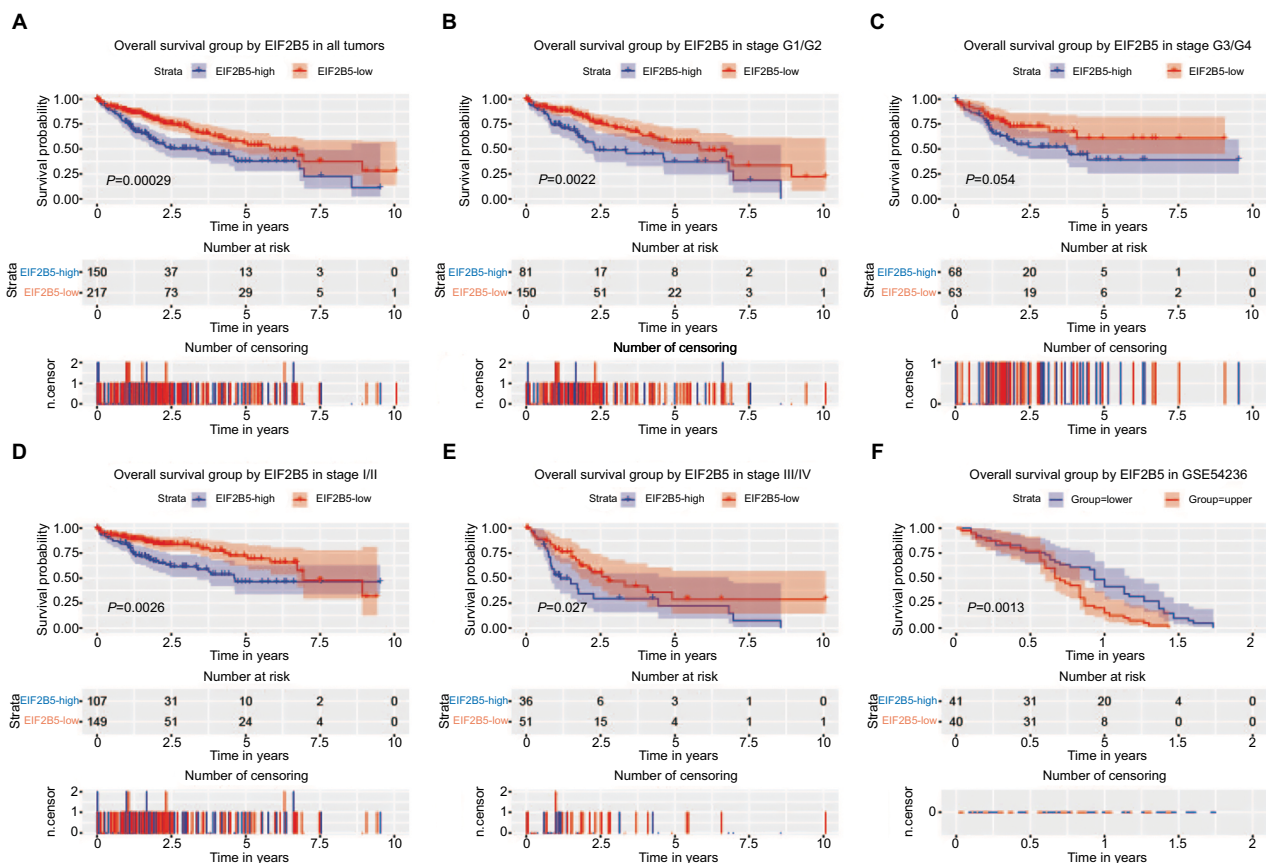 A
Overall survival group by EIF2B5 in all tumors
Strata EIF2B5-high EIF2B5-low
Survival probability
1.00
0.75
0.50
0.25
0.00
P=0.00029
0 2.5 5 7.5 10
Time in years
Number at risk
Strata
EIF2B5-high 150 37 13 3 0
EIF2B5-low 217 73 29 5 1
0 2.5 5 7.5 10
Time in years
Number of censoring
n.censor
2
1
0
0 2.5 5 7.5 10
Time in years
B
Overall survival group by EIF2B5 in stage G1/G2
Strata EIF2B5-high EIF2B5-low
Survival probability
1.00
0.75
0.50
0.25
0.00
P=0.0022
0 2.5 5 7.5 10
Time in years
Number at risk
Strata
EIF2B5-high 81 17 8 2 0
EIF2B5-low 150 51 22 3 1
0 2.5 5 7.5 10
Time in years
Number of censoring
n.censor
2
1
0
0 2.5 5 7.5 10
Time in years
C
Overall survival group by EIF2B5 in stage G3/G4
Strata EIF2B5-high EIF2B5-low
Survival probability
1.00
0.75
0.50
0.25
0.00
P=0.054
0 2.5 5 7.5 10
Time in years
Number at risk
Strata
EIF2B5-high 68 20 5 1 0
EIF2B5-low 63 19 6 2 0
0 2.5 5 7.5 10
Time in years
Number of censoring
n.censor
1
0
0 2.5 5 7.5 10
Time in years
D
Overall survival group by EIF2B5 in stage I/II
Strata EIF2B5-high EIF2B5-low
Survival probability
1.00
0.75
0.50
0.25
0.00
P=0.0026
0 2.5 5 7.5 10
Time in years
Number at risk
Strata
EIF2B5-high 107 31 10 2 0
EIF2B5-low 149 51 24 4 0
0 2.5 5 7.5 10
Time in years
Number of censoring
n.censor
2
1
0
0 2.5 5 7.5 10
Time in years
E
Overall survival group by EIF2B5 in stage III/IV
Strata EIF2B5-high EIF2B5-low
Survival probability
1.00
0.75
0.50
0.25
0.00
P=0.027
0 2.5 5 7.5 10
Time in years
Number at risk
Strata
EIF2B5-high 36 6 3 1 0
EIF2B5-low 51 15 4 1 1
0 2.5 5 7.5 10
Time in years
Number of censoring
n.censor
2
1
0
0 2.5 5 7.5 10
Time in years
F
Overall survival group by EIF2B5 in GSE54236
Strata Group=lower Group=upper
Survival probability
1.00
0.75
0.50
0.25
0.00
P=0.0013
0 0.5 1 1.5 2
Time in years
Number at risk
Strata
EIF2B5-high 41 31 20 4 0
EIF2B5-low 40 31 8 0 0
0 0.5 5 1.5 2
Time in years
Number of censoring
n.censor
0
0 0.5 1 1.5 2
Time in years